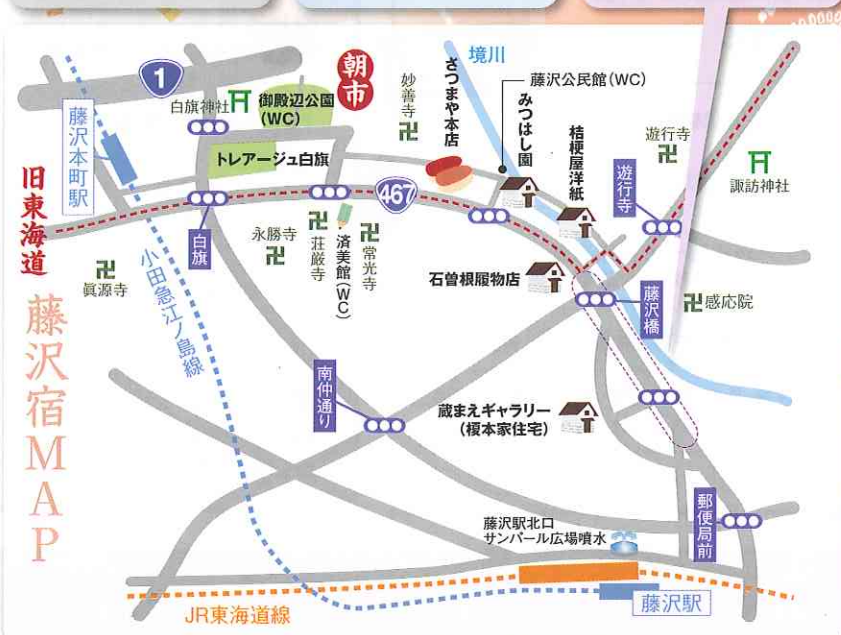 境川
さつまや本店
藤沢公民館(WC)
朝市
妙善寺
1
白旗神社
御殿辺公園
(WC)
みつはし園
桔梗屋洋紙
遊行寺
諏訪神社
藤沢本町駅
トレアージュ白旗
遊行寺
旧東海道
467
白旗
永勝寺
荘厳寺
済美館(WC)
常光寺
眞源寺
石曽根履物店
藤沢橋
感応院
小田急江ノ島線
藤沢宿MAP
南仲通り
蔵まえギャラリー
(榎本家住宅)
郵便局前
藤沢駅北口
サンパール広場噴水
藤沢駅
JR東海道線